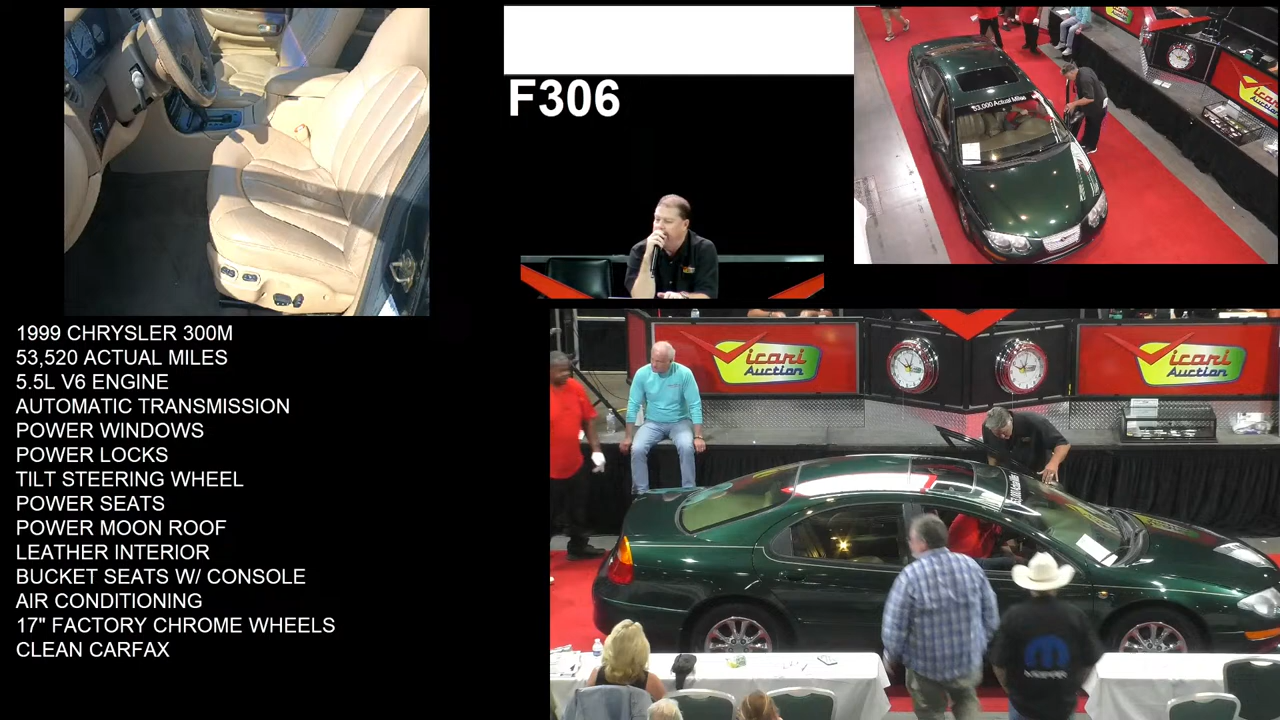 F306
53,000 Actual Miles
1999 CHRYSLER 300M
53,520 ACTUAL MILES
5.5L V6 ENGINE
AUTOMATIC TRANSMISSION
POWER WINDOWS
POWER LOCKS
TILT STEERING WHEEL
POWER SEATS
POWER MOON ROOF
LEATHER INTERIOR
BUCKET SEATS W/ CONSOLE
AIR CONDITIONING
17" FACTORY CHROME WHEELS
CLEAN CARFAX
Vicari
Auction
Vicari
Auction